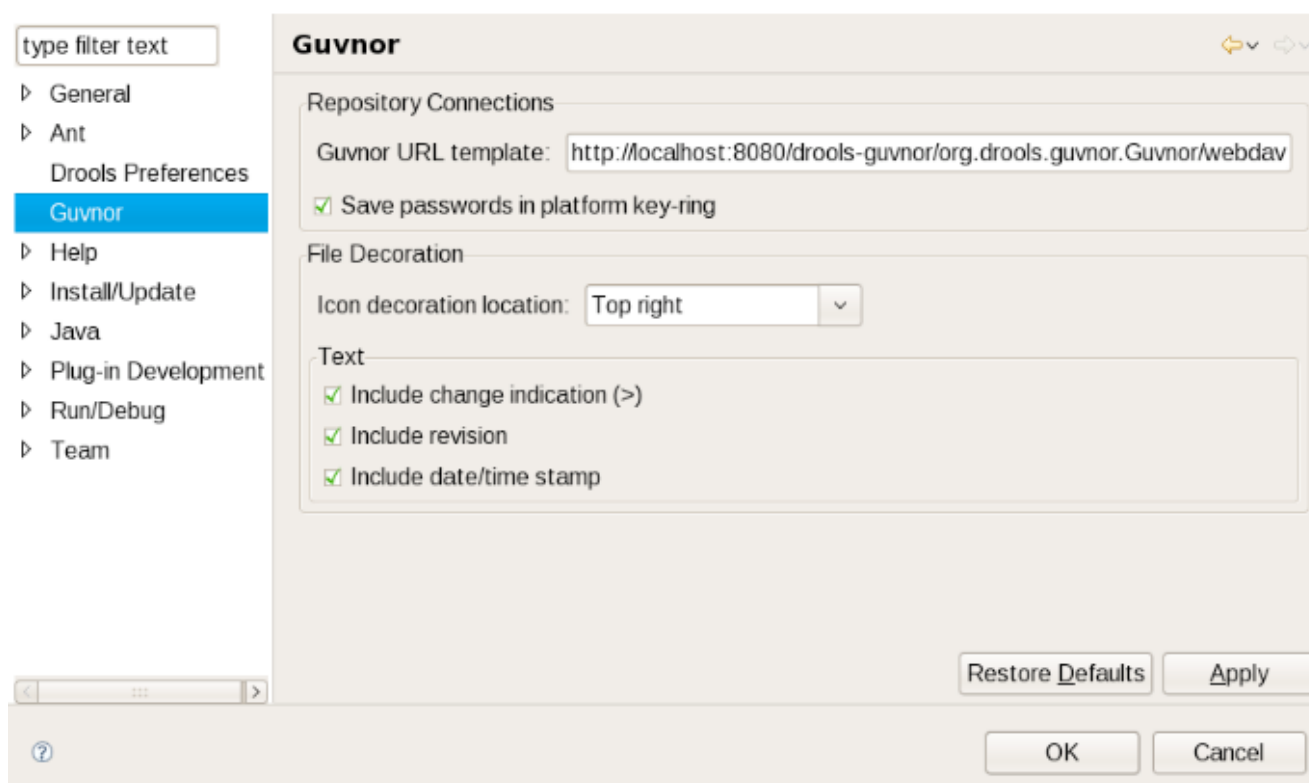 type filter text
General
Ant
Drools Preferences
Guvnor
Help
Install/Update
Java
Plug-in Development
Run/Debug
Team
Guvnor
Repository Connections
Guvnor URL template: http://localhost:8080/drools-guvnor/org.drools.guvnor.Guvnor/webdav
Save passwords in platform key-ring
File Decoration
Icon decoration location: Top right
Text
Include change indication (>)
Include revision
Include date/time stamp
Restore Defaults Apply
OK Cancel